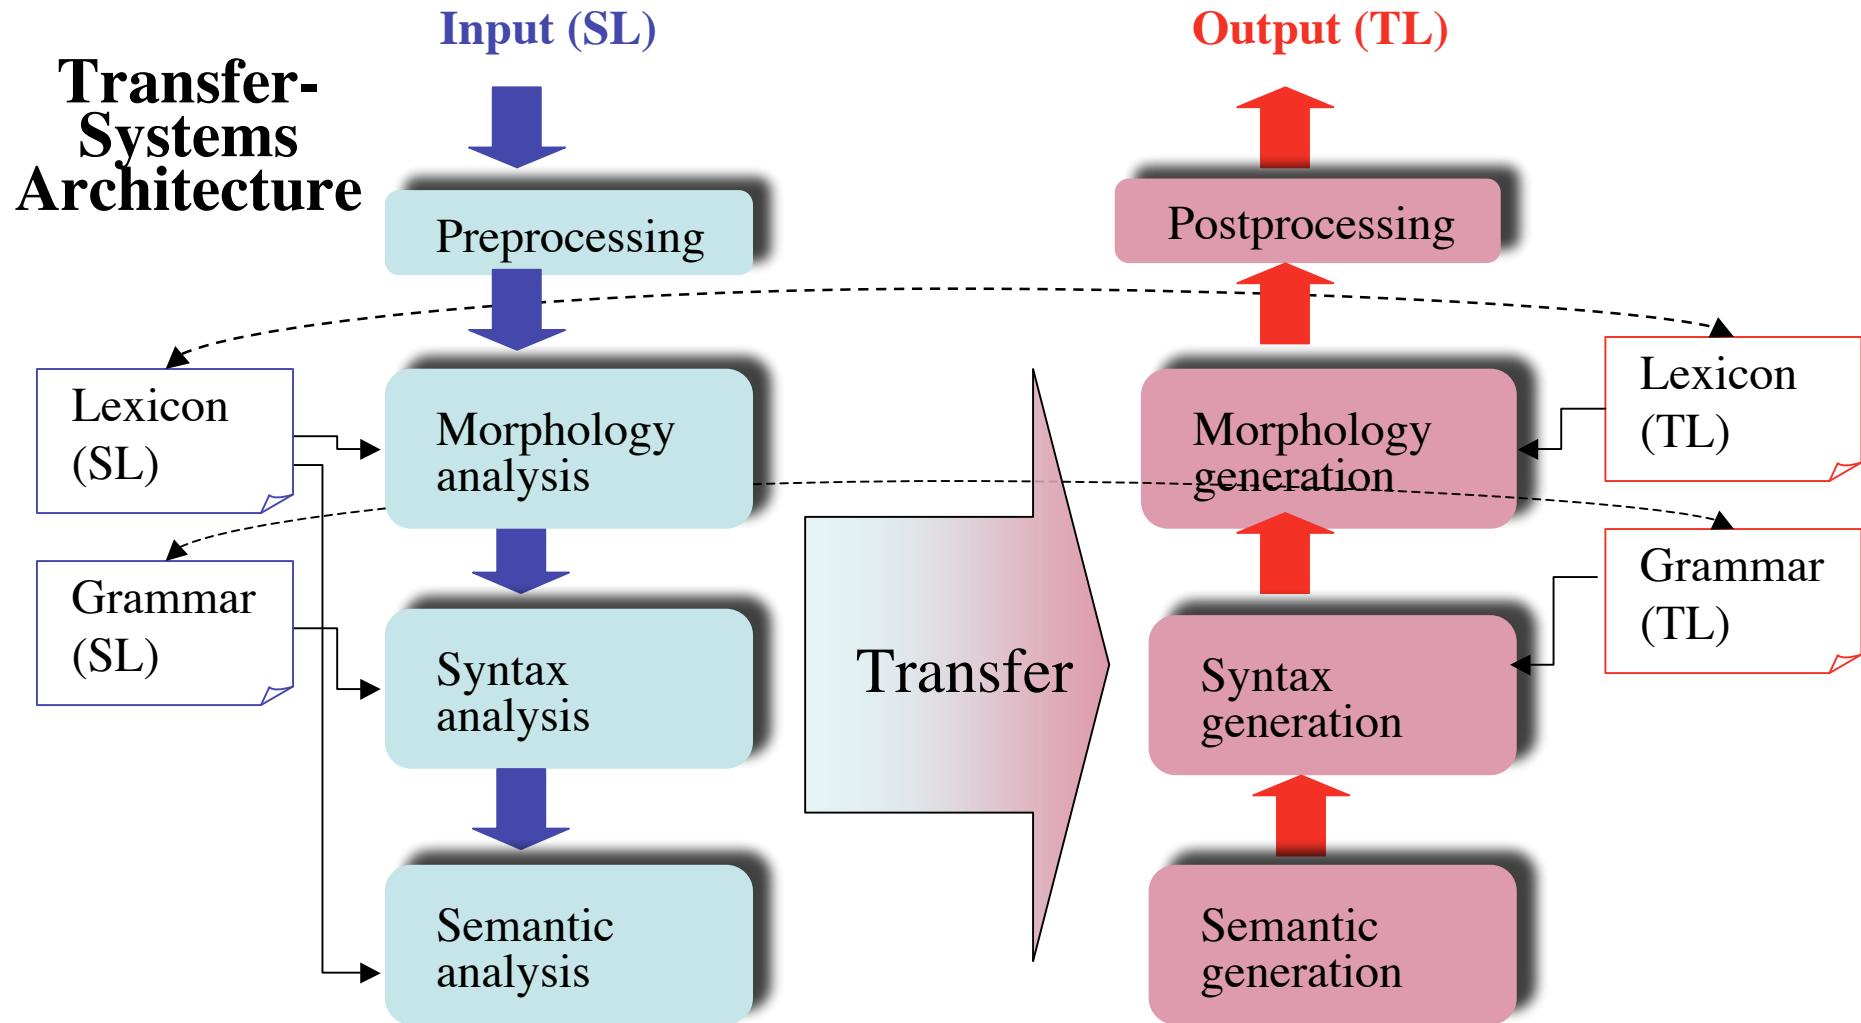 Transfer-
Systems
Architecture
Input (SL)
Output (TL)
Preprocessing
Postprocessing
Lexicon
(SL)
Morphology
analysis
Morphology
generation
Lexicon
(TL)
Grammar
(SL)
Syntax
analysis
Transfer
Syntax
generation
Grammar
(TL)
Semantic
analysis
Semantic
generation